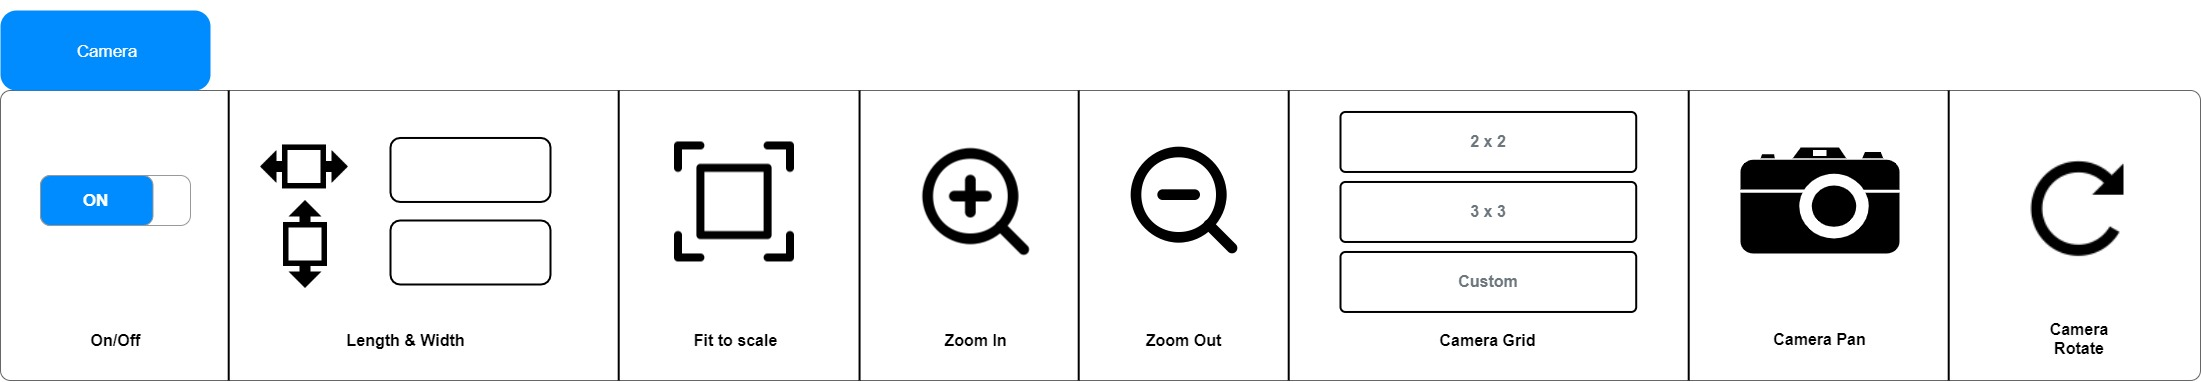 Camera
ON
2 x 2
3 x 3
Custom
On/Off
Length & Width
Fit to scale
Zoom In
Zoom Out
Camera Grid
Camera Pan
Camera
Rotate